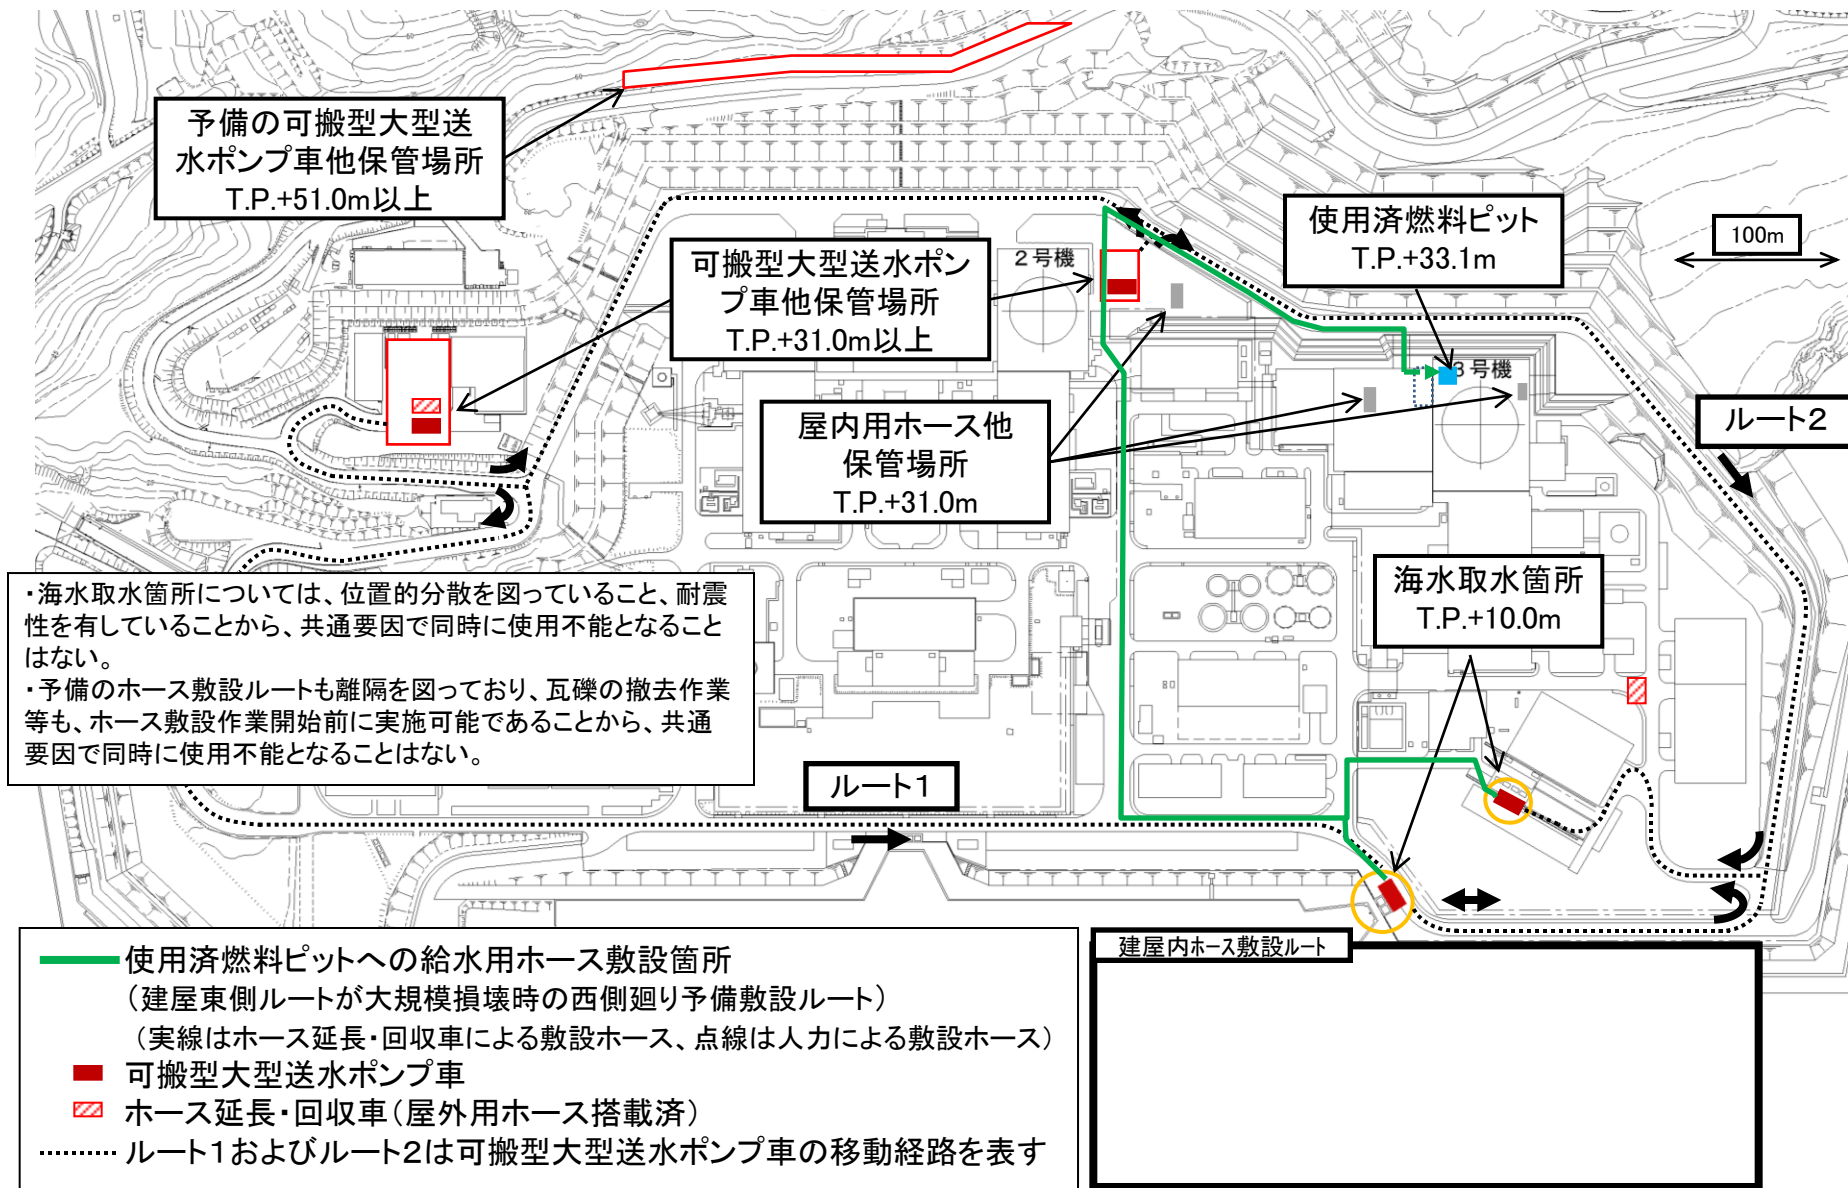 予備の可搬型大型送
水ポンプ車他保管場所
T.P.+51.0m以上
可搬型大型送水ポン
プ車他保管場所
T.P.+31.0m以上
2号機
使用済燃料ピット
T.P.+33.1m
100m
3号機
ルート2
屋内用ホース他
保管場所
T.P.+31.0m
海水取水箇所
T.P.+10.0m
・海水取水箇所については、位置的分散を図っていること、耐震
性を有していることから、共通要因で同時に使用不能となること
はない。
・予備のホース敷設ルートも離隔を図っており、瓦礫の撤去作業
等も、ホース敷設作業開始前に実施可能であることから、共通
要因で同時に使用不能となることはない。
ルート1
使用済燃料ピットへの給水用ホース敷設箇所
(建屋東側ルートが大規模損壊時の西側廻り予備敷設ルート)
(実線はホース延長・回収車による敷設ホース、点線は人力による敷設ホース)
可搬型大型送水ポンプ車
ホース延長・回収車(屋外用ホース搭載済)
ルート1およびルート2は可搬型大型送水ポンプ車の移動経路を表す
建屋内ホース敷設ルート